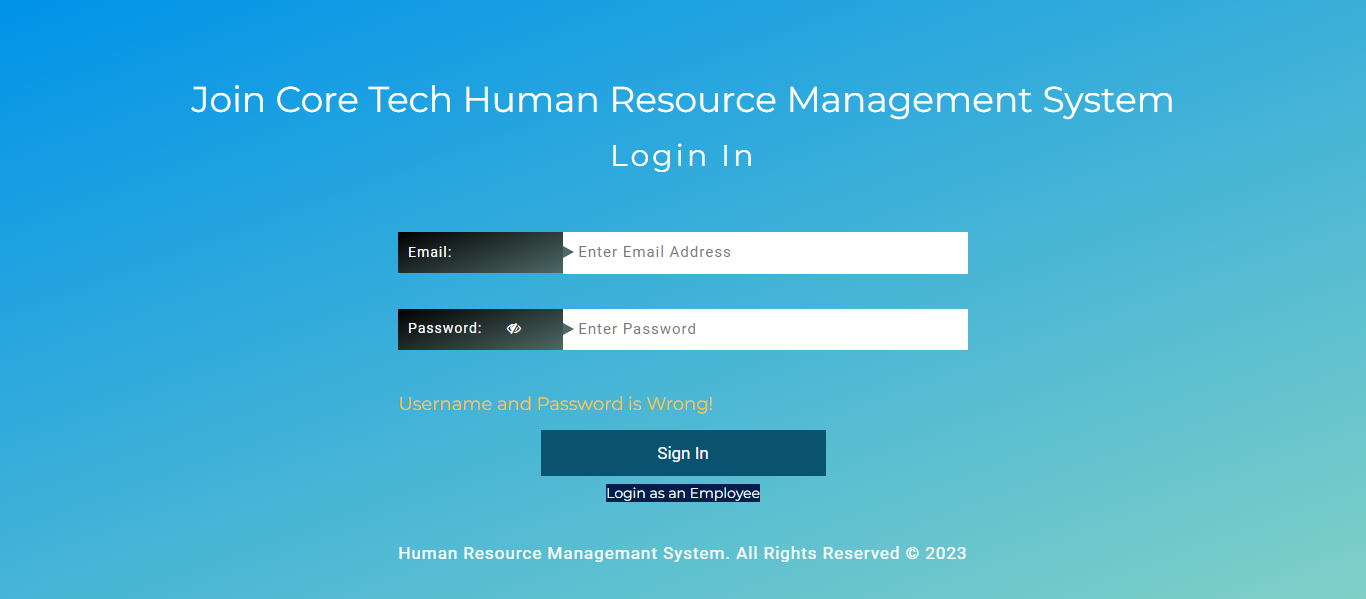 Join Core Tech Human Resource Management System
Login In
Email:
Enter Email Address
Password:
Enter Password
Username and Password is Wrong!
Sign In
Login as an Employee
Human Resource Managemant System. All Rights Reserved © 2023